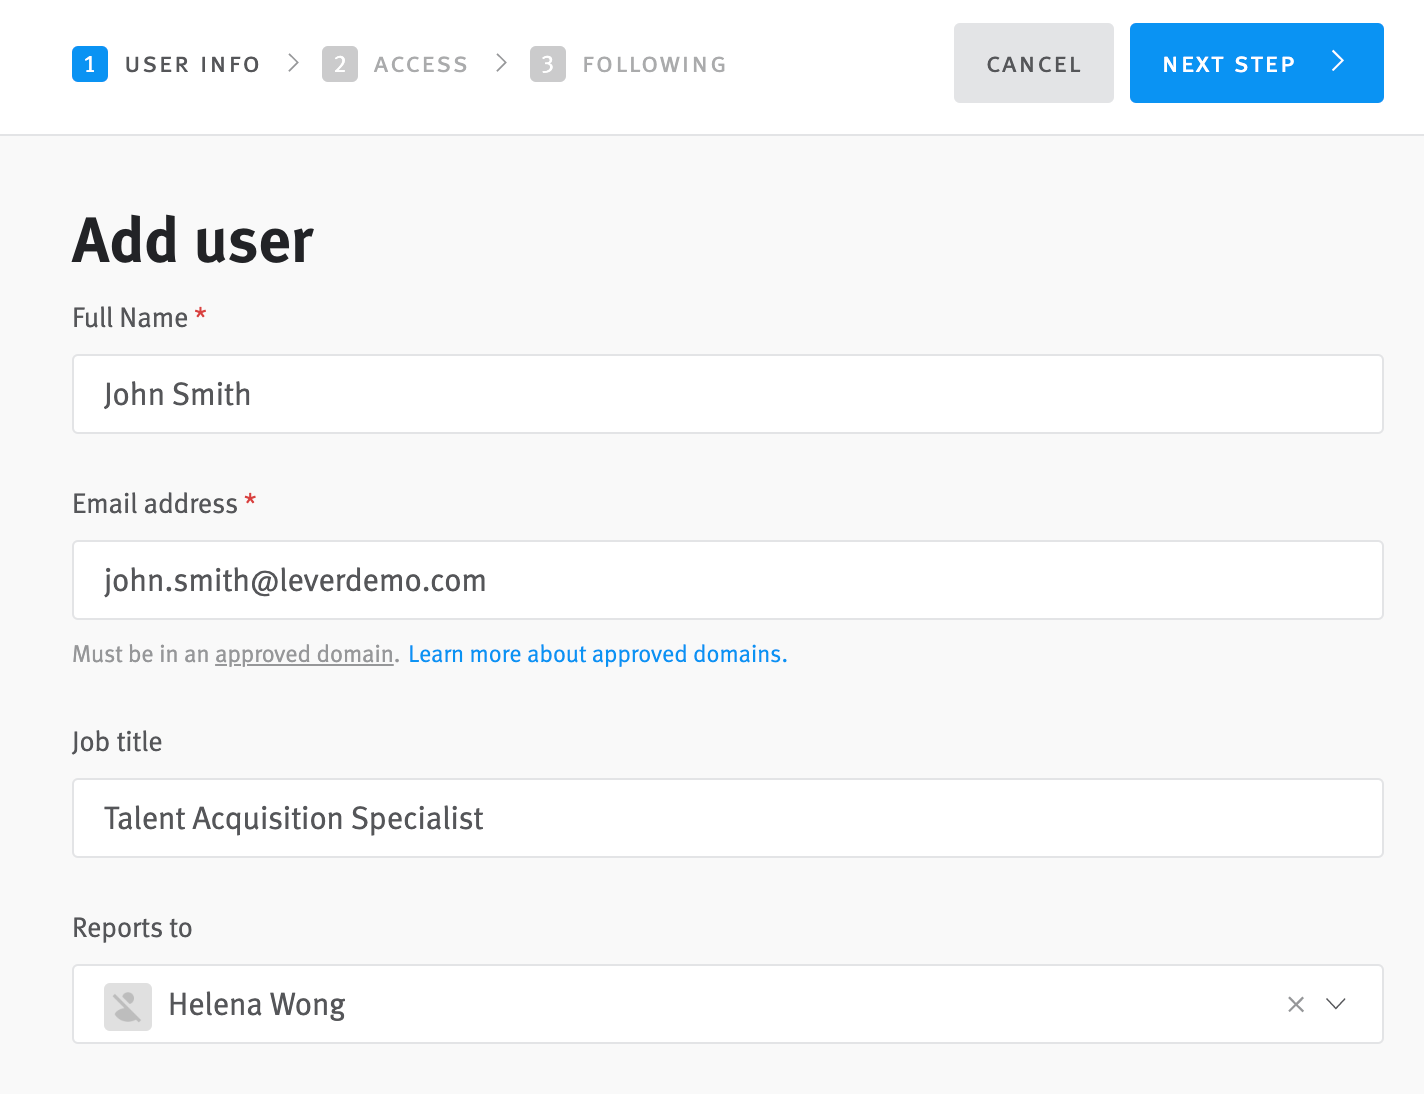 1 USER INFO 2 ACCESS 3 FOLLOWING CANCEL NEXT STEP
Add user
Full Name *
John Smith
Email address *
john.smith@leverdemo.com
Must be in an approved domain. Learn more about approved domains.
Job title
Talent Acquisition Specialist
Reports to
Helena Wong